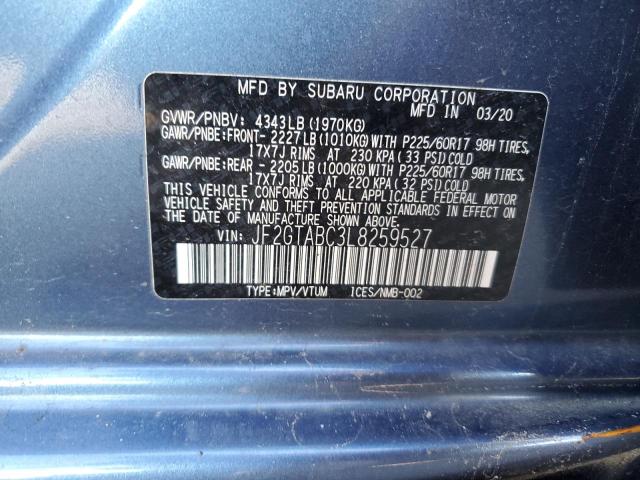 MFD BY SUBARU CORPORATION
MFD IN 03/20
GVWR/PNBV: 4343LB (1970KG)
GAWR/PNBE:FRONT- 2227LB(1010KG)WITH P225/60R17 98H TIRES,
17X7J RIMS AT 230 KPA (33 PSI)COLD
GAWR/PNBE:REAR - 2205LB(1000KG)WITH P225/60R17 98H TIRES,
17X7J RIMS AT 220 KPA(32 PSI)COLD
THIS VEHICLE CONFORMS TO ALL APPLICABLE FEDERAL MOTOR
VEHICLE SAFETY, BUMPER, AND THEFT PREVENTION STANDARDS IN
EFFECT ON THE DATE OF MANUFACTURE SHOWN ABOVE.
VIN: JF2GTABC3L8259527
TYPE:MPV/VTUM ICES/NMB-002